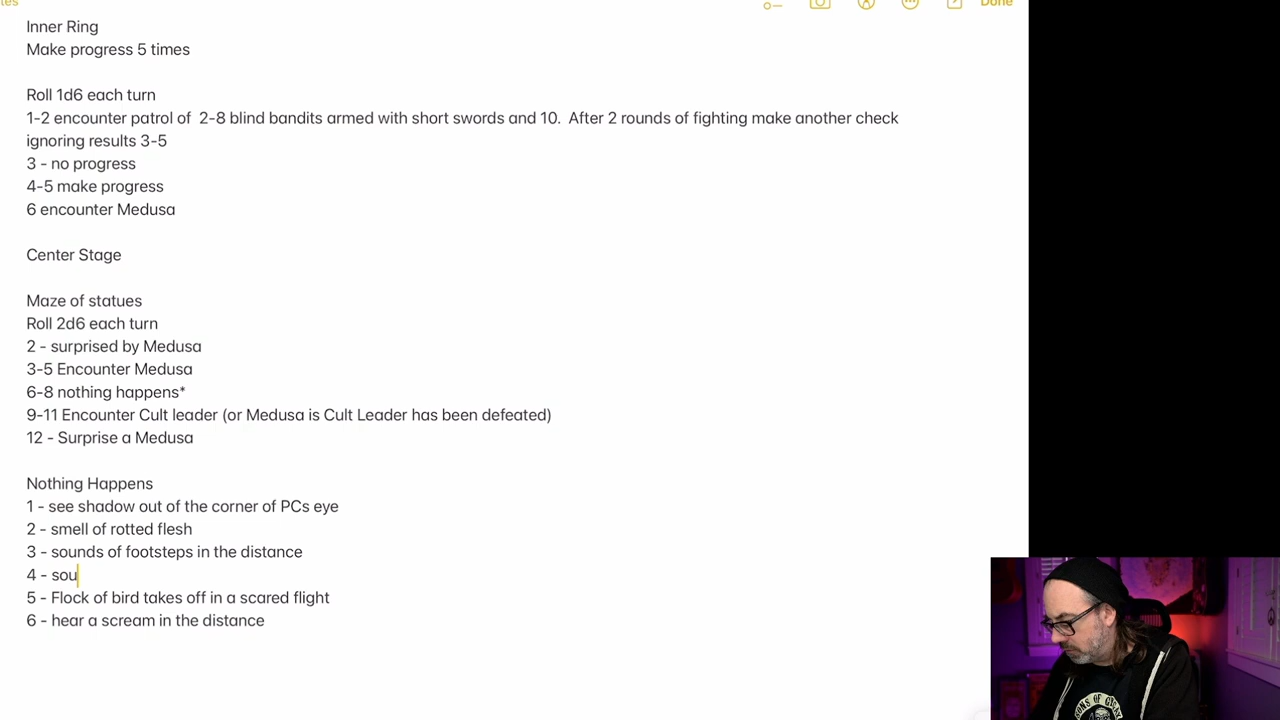 Done
Inner Ring
Make progress 5 times
Roll 1d6 each turn
1-2 encounter patrol of  2-8 blind bandits armed with short swords and 10.  After 2 rounds of fighting make another check
ignoring results 3-5
3 - no progress
4-5 make progress
6 encounter Medusa
Center Stage
Maze of statues
Roll 2d6 each turn
2 - surprised by Medusa
3-5 Encounter Medusa
6-8 nothing happens*
9-11 Encounter Cult leader (or Medusa is Cult Leader has been defeated)
12 - Surprise a Medusa
Nothing Happens
1 - see shadow out of the corner of PCs eye
2 - smell of rotted flesh
3 - sounds of footsteps in the distance
4 - sou
5 - Flock of bird takes off in a scared flight
6 - hear a scream in the distance